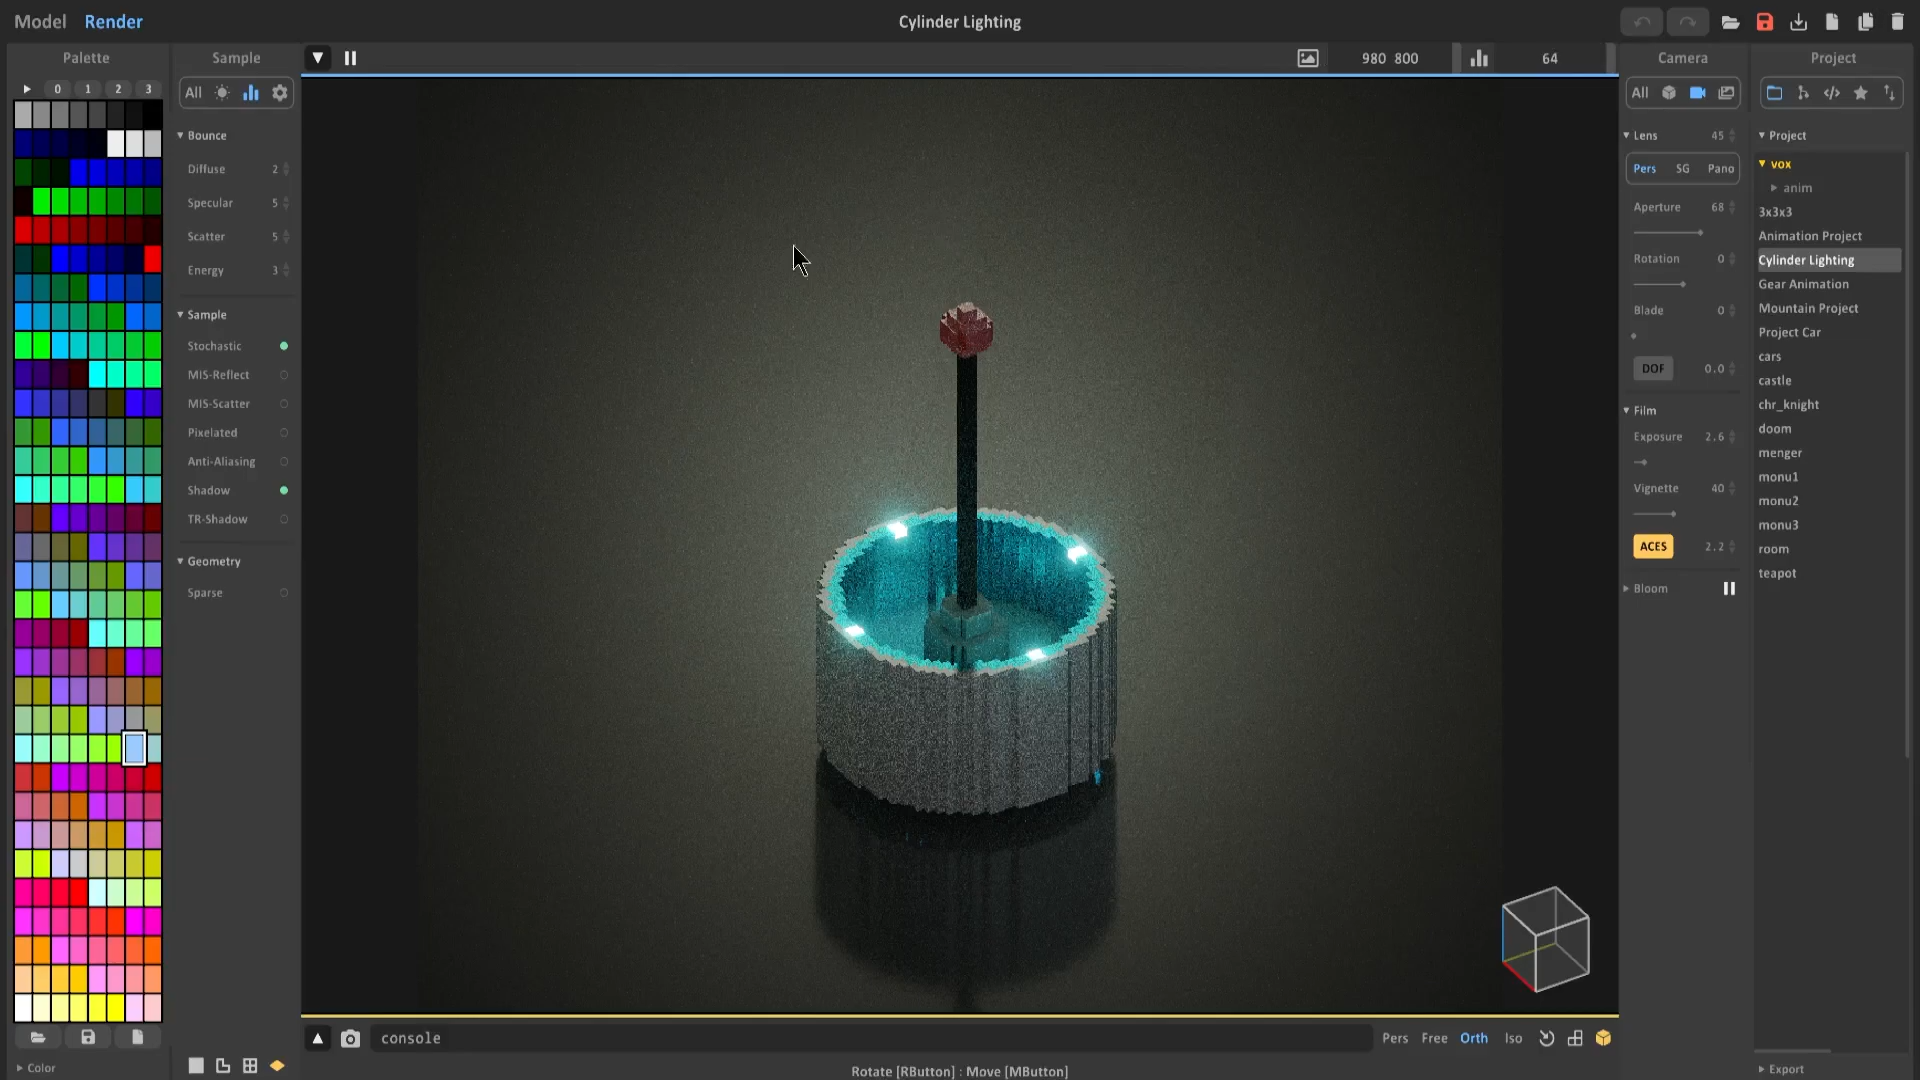 Model Render
Cylinder Lighting
Palette
0 1 2 3
Color
Sample
All
Bounce
Diffuse 2
Specular 5
Scatter 5
Energy 3
Sample
Stochastic
MIS-Reflect
MIS-Scatter
Pixelated
Anti-Aliasing
Shadow
TR-Shadow
Geometry
Sparse
980 800
64
console
Pers Free Orth Iso
Rotate [RButton] : Move [MButton]
Camera
All
Lens 45
Pers SG Pano
Aperture 68
Rotation 0
Blade 0
DOF 0.0
Film
Exposure 2.6
Vignette 40
ACES 2.2
Bloom
Project
Project
vox
anim
3x3x3
Animation Project
Cylinder Lighting
Gear Animation
Mountain Project
Project Car
cars
castle
chr_knight
doom
menger
monu1
monu2
monu3
room
teapot
Export